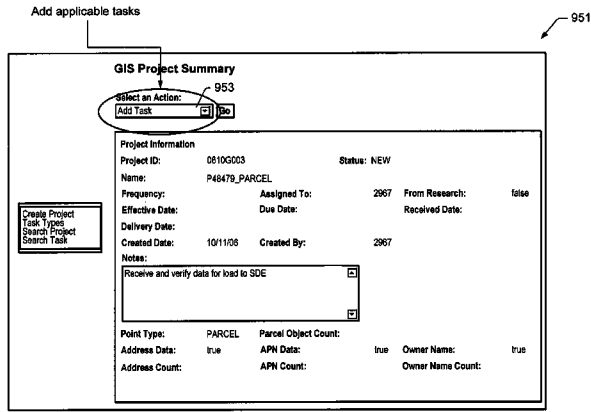 Add applicable tasks
951
GIS Project Summary
953
Select an Action:
Add Task Go
Project Information
Project ID: 0610G003 Status: NEW
Name: P48479_PARCEL
Frequency: Assigned To: 2967 From Research: false
Effective Date: Due Date: Received Date:
Delivery Date:
Created Date: 10/11/06 Created By: 2967
Notes:
Receive and verify data for load to SDE
Create Project
Task Types
Search Project
Search Task
Point Type: PARCEL Parcel Object Count:
Address Data: true APN Data: true Owner Name: true
Address Count: APN Count: Owner Name Count: